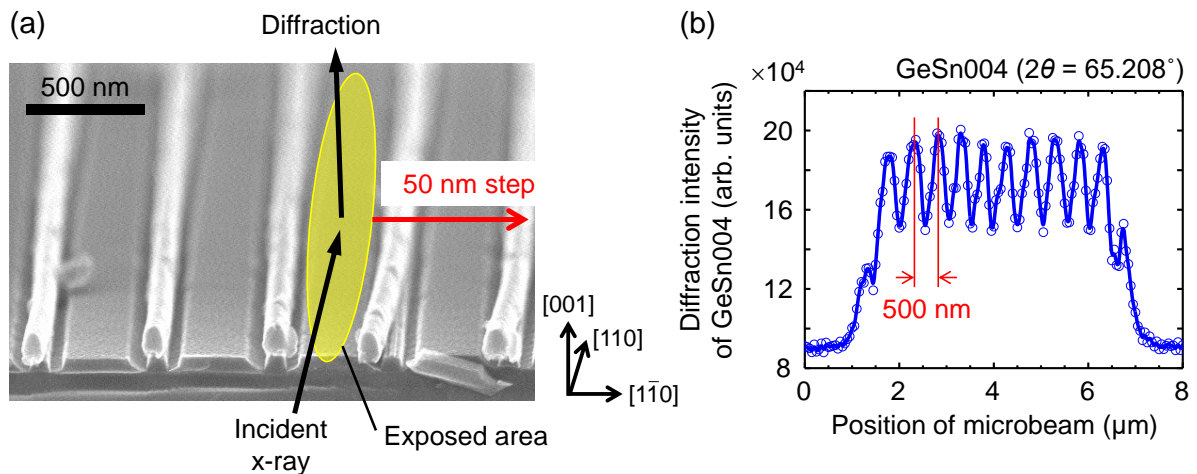 (a)
Diffraction
500 nm
50 nm step
[001]
[110]
[11̄0]
Incident
x-ray
Exposed area
(b)
×10⁴
GeSn004 (2θ = 65.208°)
Diffraction intensity
of GeSn004 (arb. units)
20
16
12
8
500 nm
0
2
4
6
8
Position of microbeam (µm)